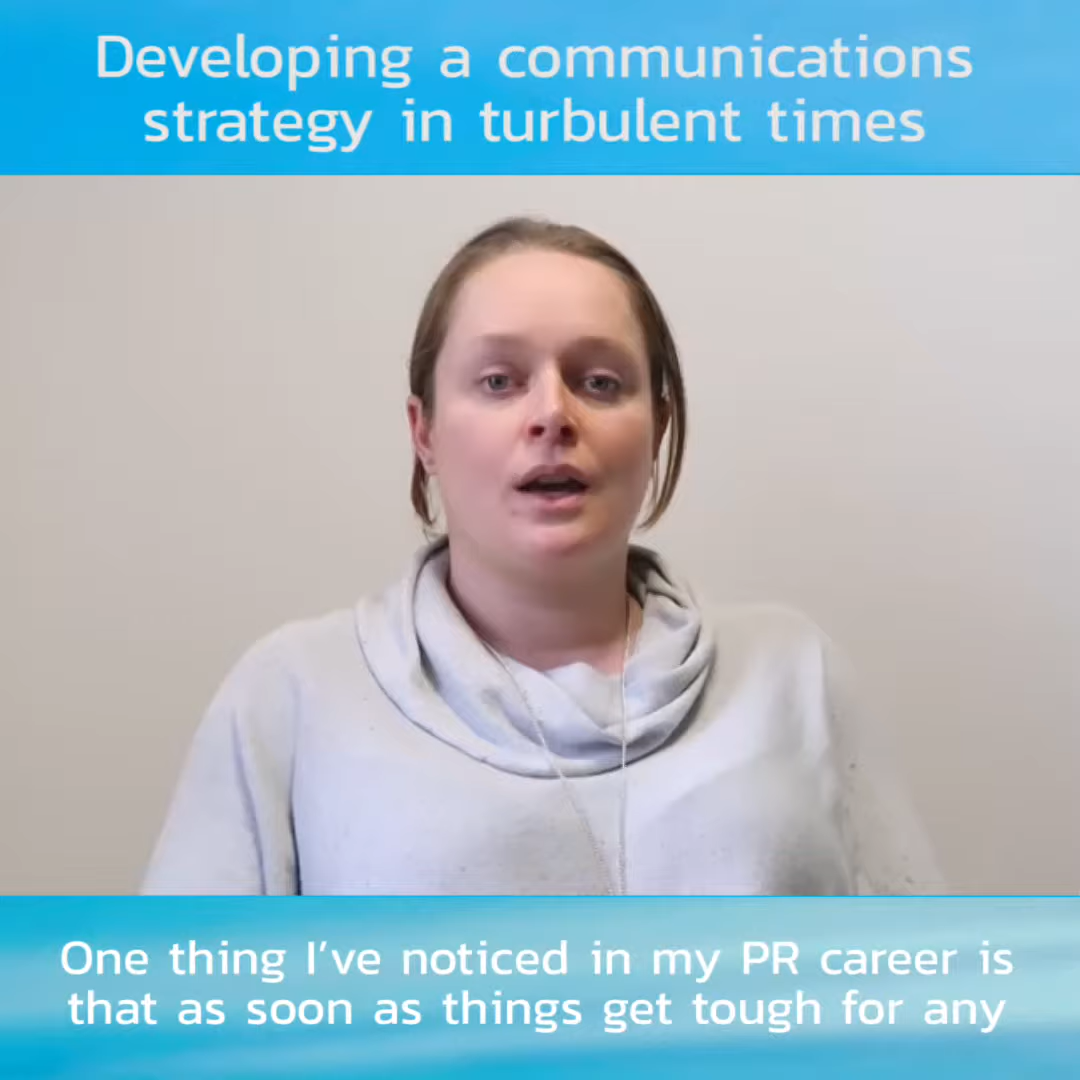 Developing a communications
strategy in turbulent times
One thing I’ve noticed in my PR career is
that as soon as things get tough for any